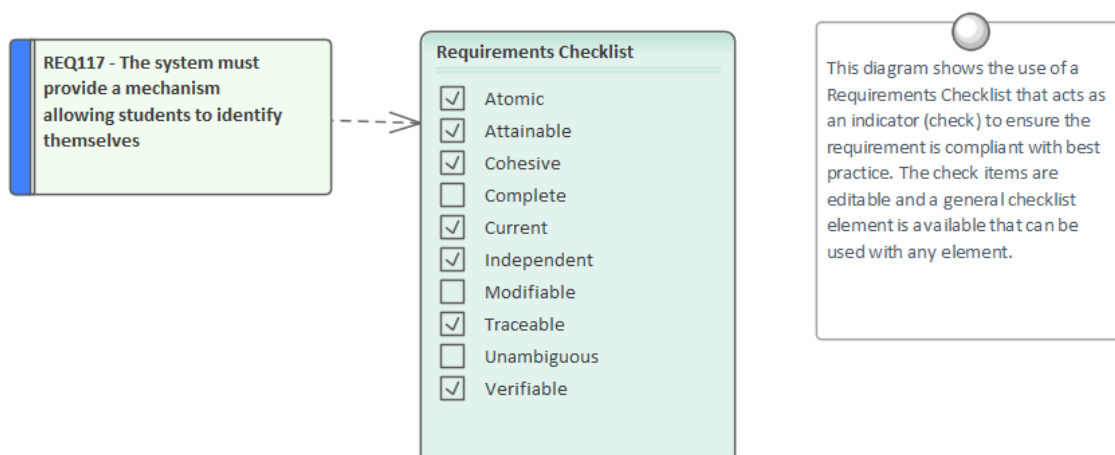 REQ117 - The system must
provide a mechanism
allowing students to identify
themselves
Requirements Checklist
Atomic
Attainable
Cohesive
Complete
Current
Independent
Modifiable
Traceable
Unambiguous
Verifiable
This diagram shows the use of a
Requirements Checklist that acts as
an indicator (check) to ensure the
requirement is compliant with best
practice. The check items are
editable and a general checklist
element is available that can be
used with any element.